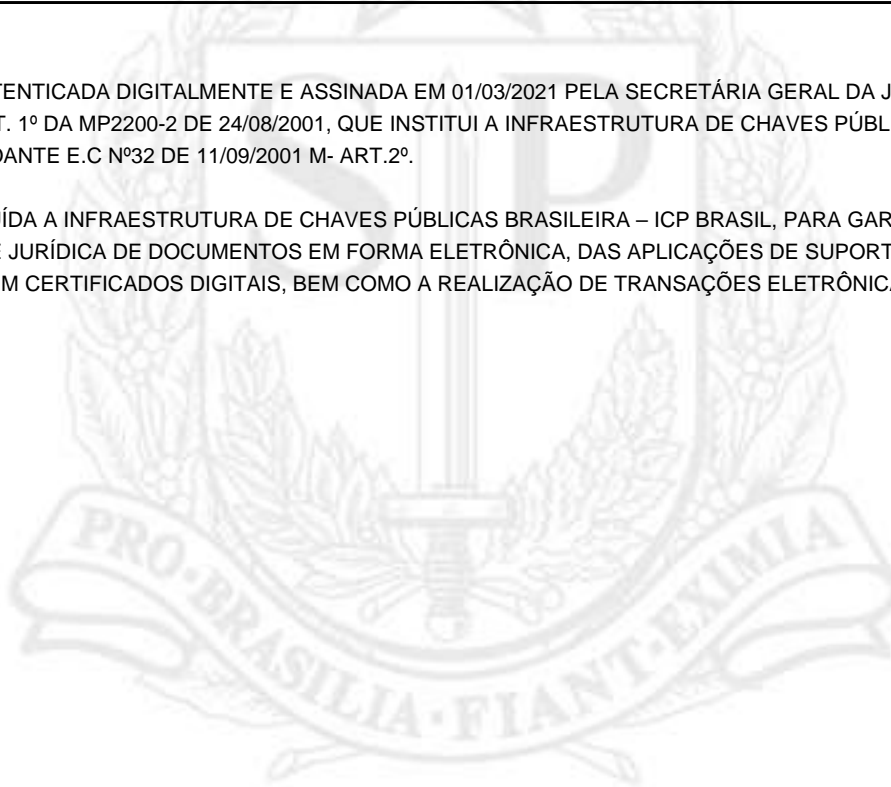 TENTICADA DIGITALMENTE E ASSINADA EM 01/03/2021 PELA SECRETÁRIA GERAL DA J
T. 1º DA MP2200-2 DE 24/08/2001, QUE INSTITUI A INFRAESTRUTURA DE CHAVES PÚBL
DANTE E.C Nº32 DE 11/09/2001 M- ART.2º.
ÍDA A INFRAESTRUTURA DE CHAVES PÚBLICAS BRASILEIRA – ICP BRASIL, PARA GAR
E JURÍDICA DE DOCUMENTOS EM FORMA ELETRÔNICA, DAS APLICAÇÕES DE SUPORT
M CERTIFICADOS DIGITAIS, BEM COMO A REALIZAÇÃO DE TRANSAÇÕES ELETRÔNICA
SP
PRO·BRASILIA·FIANT·EXIMIA